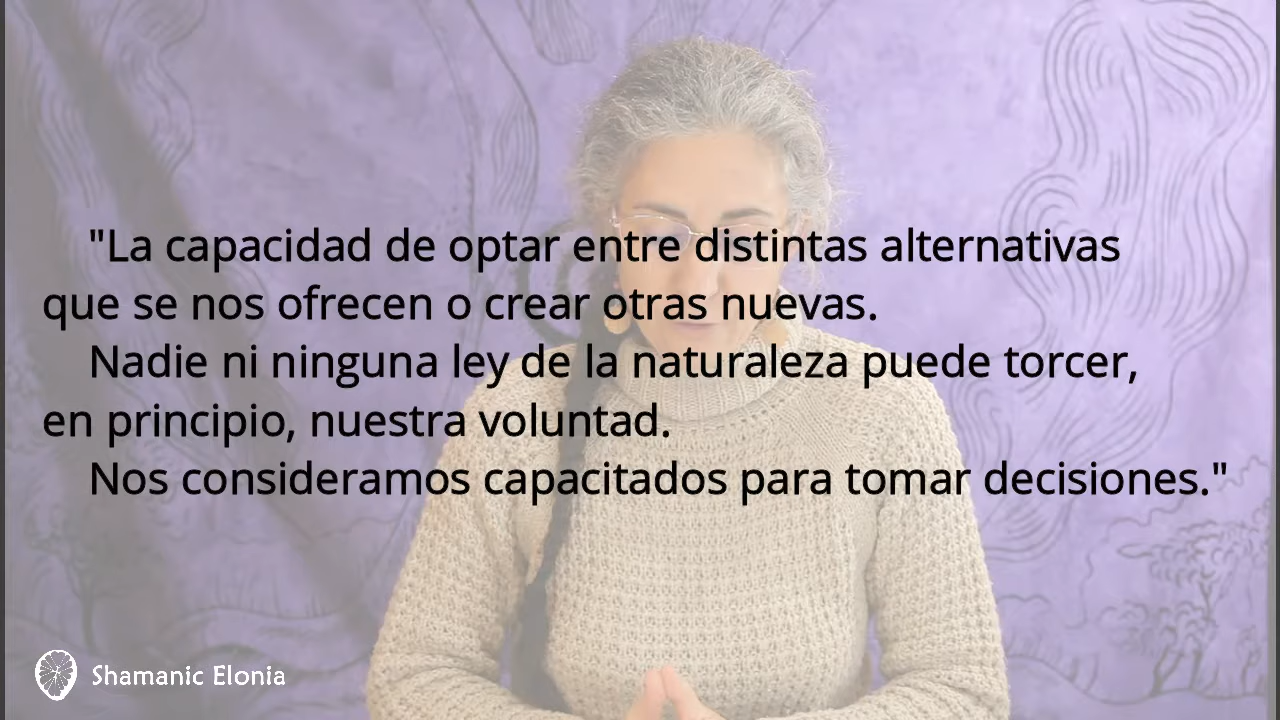 "La capacidad de optar entre distintas alternativas
que se nos ofrecen o crear otras nuevas.
Nadie ni ninguna ley de la naturaleza puede torcer,
en principio, nuestra voluntad.
Nos consideramos capacitados para tomar decisiones."
Shamanic Elonia